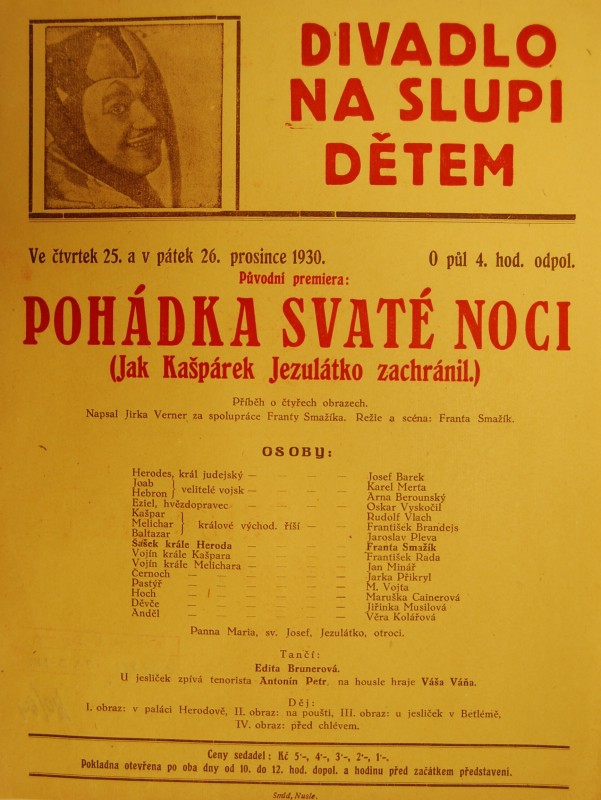 DIVADLO
NA SLUPI
DĚTEM
Ve čtvrtek 25. a v pátek 26. prosince 1930. O půl 4. hod. odpol.
Původní premiera:
POHÁDKA SVATÉ NOCI
(Jak Kašpárek Jezulátko zachránil.)
Příběh o čtyřech obrazech.
Napsal Jirka Verner za spolupráce Franty Smažíka. Režie a scéna: Franta Smažík.
OSOBY:
Herodes, král judejský — — — — — Josef Barek
Joab } velitelé vojsk — — — — — Karel Merta
Hebron Arna Berounský
Eziel, hvězdopravec — — — — — Oskar Vyskočil
Kašpar Rudolf Vlach
Melichar } králové východ. říší — — František Brandejs
Baltazar Jaroslav Pleva
Šašek krále Heroda — — — — — Franta Smažík
Vojín krále Kašpara — — — — — František Rada
Vojín krále Melichara — — — — — Jan Minář
Černoch — — — — — — Jarka Přikryl
Pastýř — — — — — — M. Vojta
Hoch — — — — — — Maruška Cainerová
Děvče — — — — — — Jiřinka Musilová
Anděl — — — — — — Věra Kolářová
Panna Maria, sv. Josef, Jezulátko, otroci.
Tančí:
Edita Brunerová.
U jesliček zpívá tenorista Antonín Petr, na housle hraje Váša Váňa.
Děj:
I. obraz: v paláci Herodově, II. obraz: na poušti, III. obraz: u jesliček v Betlémě,
IV. obraz: před chlévem.
Ceny sedadel: Kč 5·–, 4·–, 3·–, 2·–, 1·–.
Pokladna otevřena po oba dny od 10. do 12. hod. dopol. a hodinu před začátkem představení.
Šmíd, Nusle.